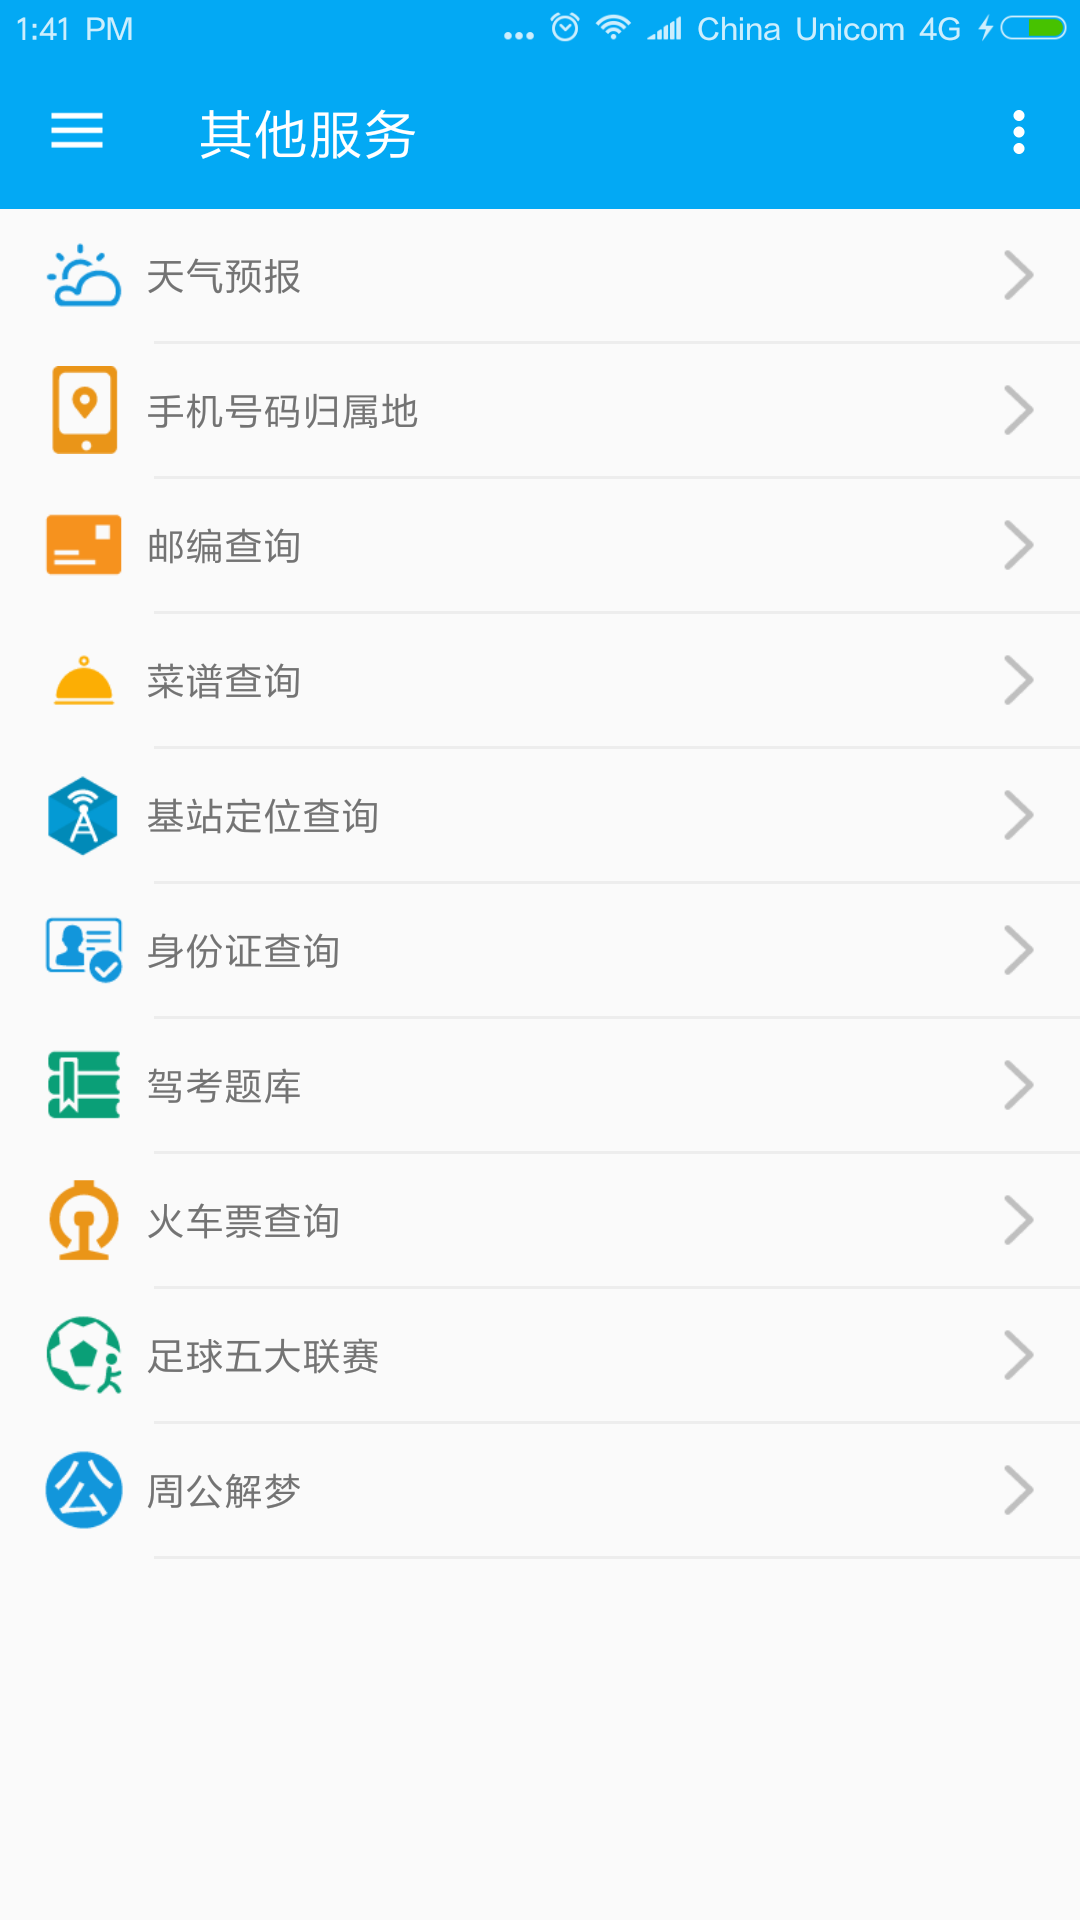 1:41 PM ... China Unicom 4G
其他服务
天气预报
手机号码归属地
邮编查询
菜谱查询
基站定位查询
身份证查询
驾考题库
火车票查询
足球五大联赛
公 周公解梦